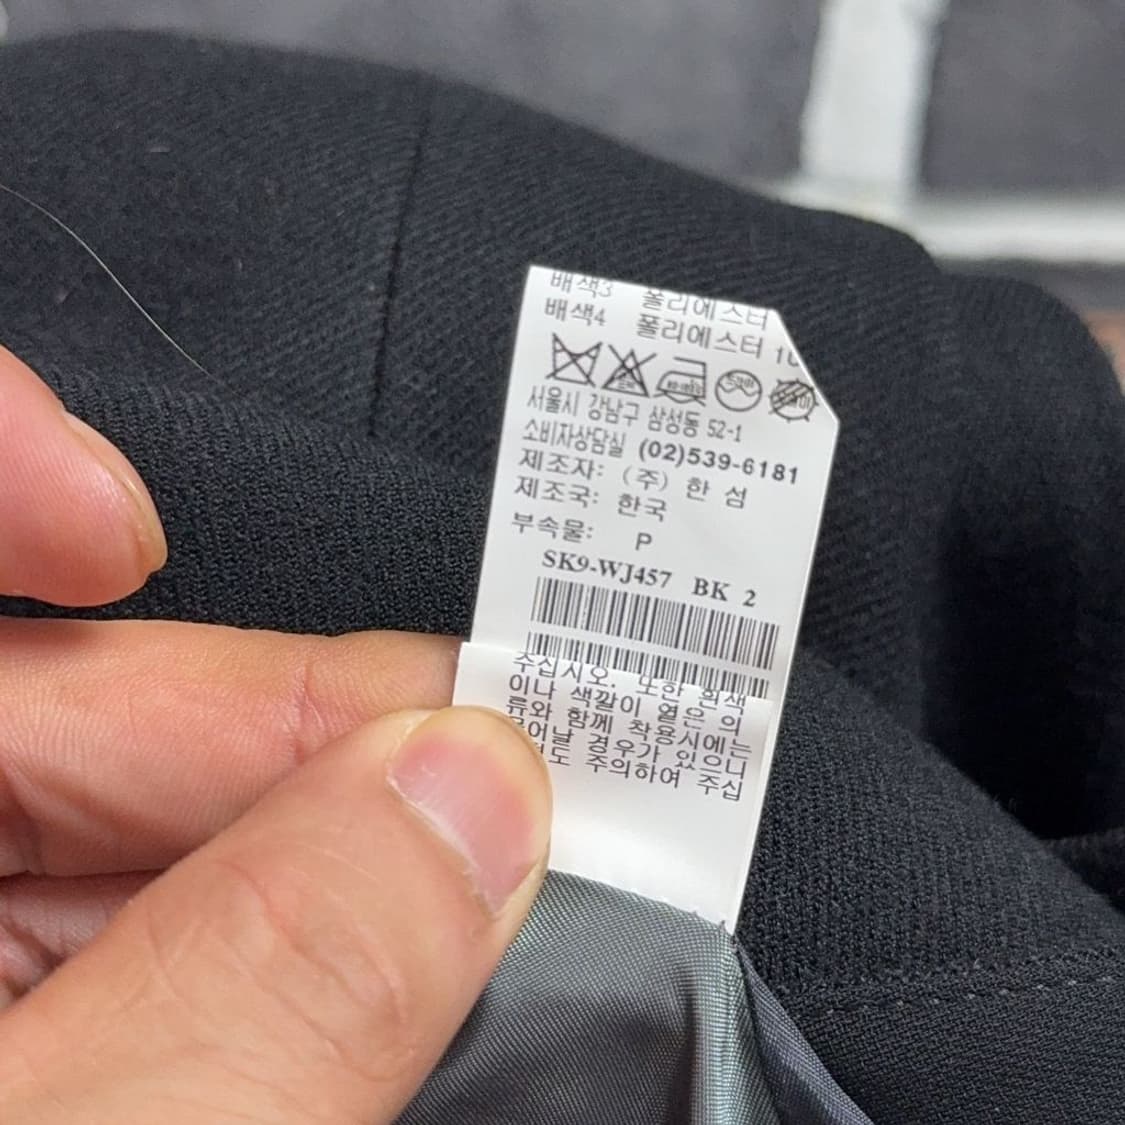 배색3 폴리에스터
배색4 폴리에스터 10
서울시 강남구 삼성동 52-1
소비자상담실 (02)539-6181
제조자: (주) 한 섬
제조국: 한국
부속물: P
SK9-WJ457 BK 2
주십시오. 또한 흰색
이나 색깔이 옅은 의
류와 함께 착용시에는
묻어날 경우가 있으니
주의하여 주십